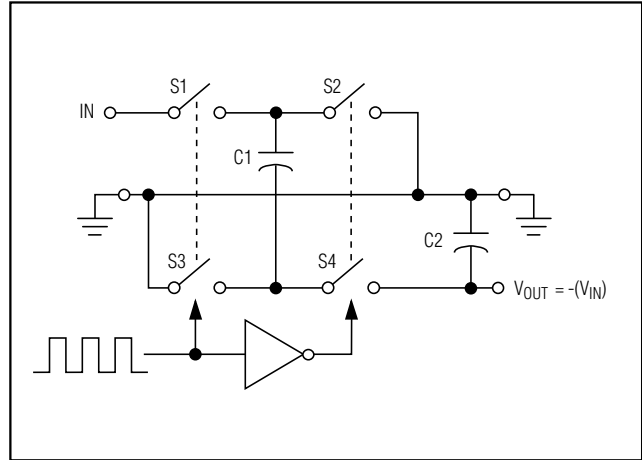 S1
S2
IN
C1
C2
S3
S4
VOUT = -(VIN)